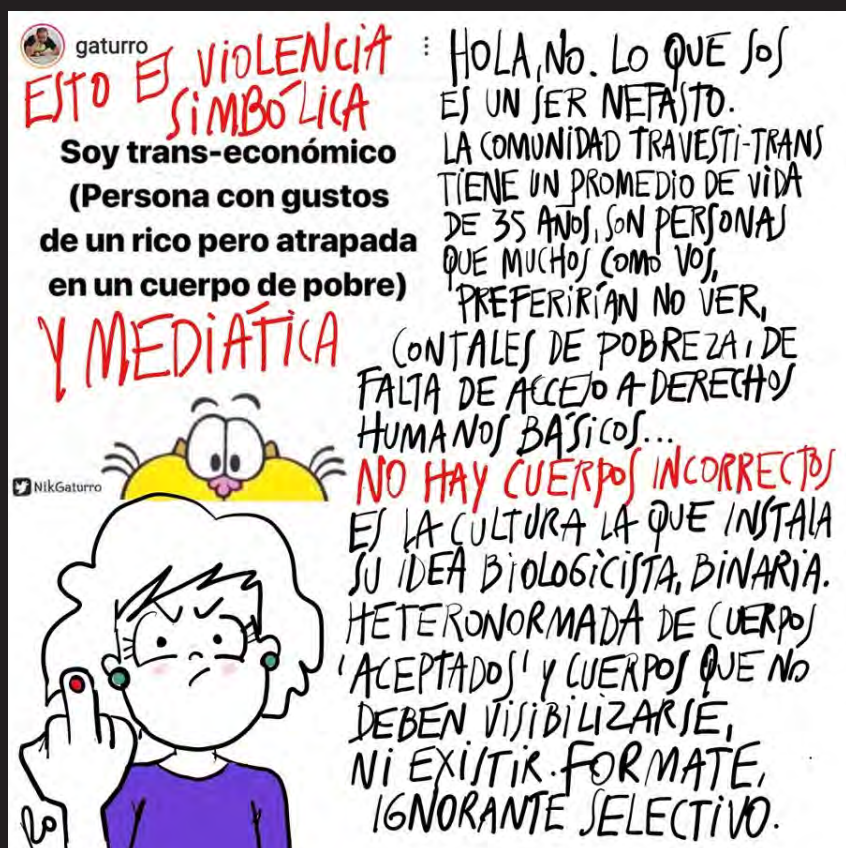 gaturro
ESTO ES VIOLENCIA
SIMBÓLICA
Soy trans-económico
(Persona con gustos
de un rico pero atrapada
en un cuerpo de pobre)
Y MEDIÁTICA
NikGaturro
HOLA, NO. LO QUE SOS
ES UN SER NEFASTO.
LA COMUNIDAD TRAVESTI-TRANS
TIENE UN PROMEDIO DE VIDA
DE 35 AÑOS, SON PERSONAS
QUE MUCHOS COMO VOS,
PREFERIRÍAN NO VER,
CONTALES DE POBREZA, DE
FALTA DE ACCESO A DERECHOS
HUMANOS BÁSICOS...
NO HAY CUERPOS INCORRECTOS
ES LA CULTURA LA QUE INSTALA
SU IDEA BIOLOGICISTA, BINARIA.
HETERONORMADA DE CUERPOS
'ACEPTADOS' Y CUERPOS QUE NO
DEBEN VISIBILIZARSE,
NI EXISTIR. FORMATE,
IGNORANTE SELECTIVO.
Ro